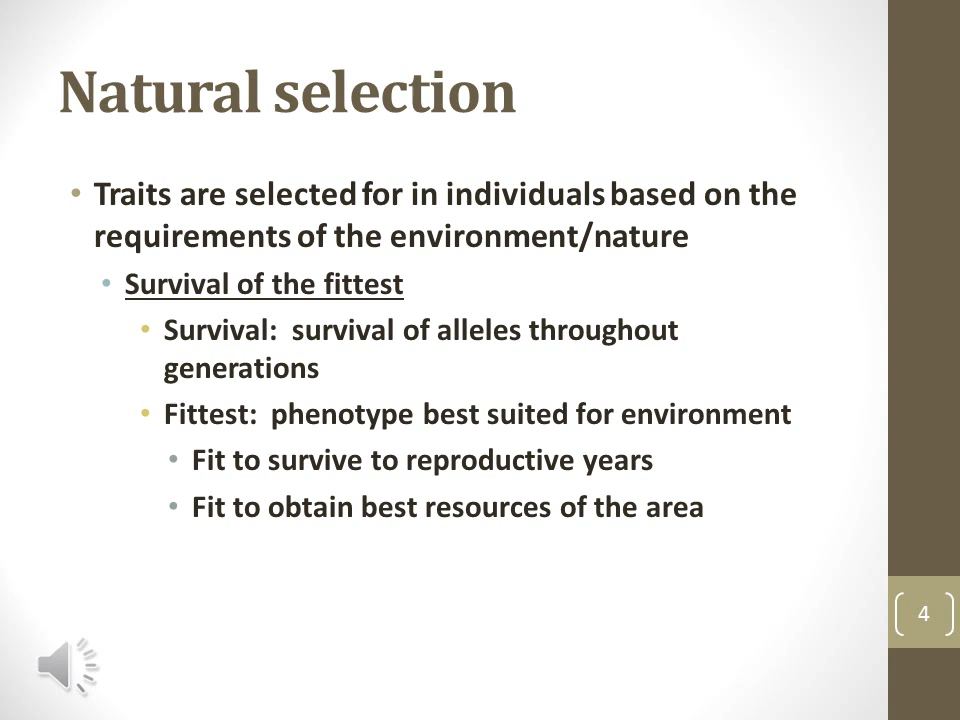 Natural selection
• Traits are selected for in individuals based on the
requirements of the environment/nature
• Survival of the fittest
• Survival: survival of alleles throughout
generations
• Fittest: phenotype best suited for environment
• Fit to survive to reproductive years
• Fit to obtain best resources of the area
4